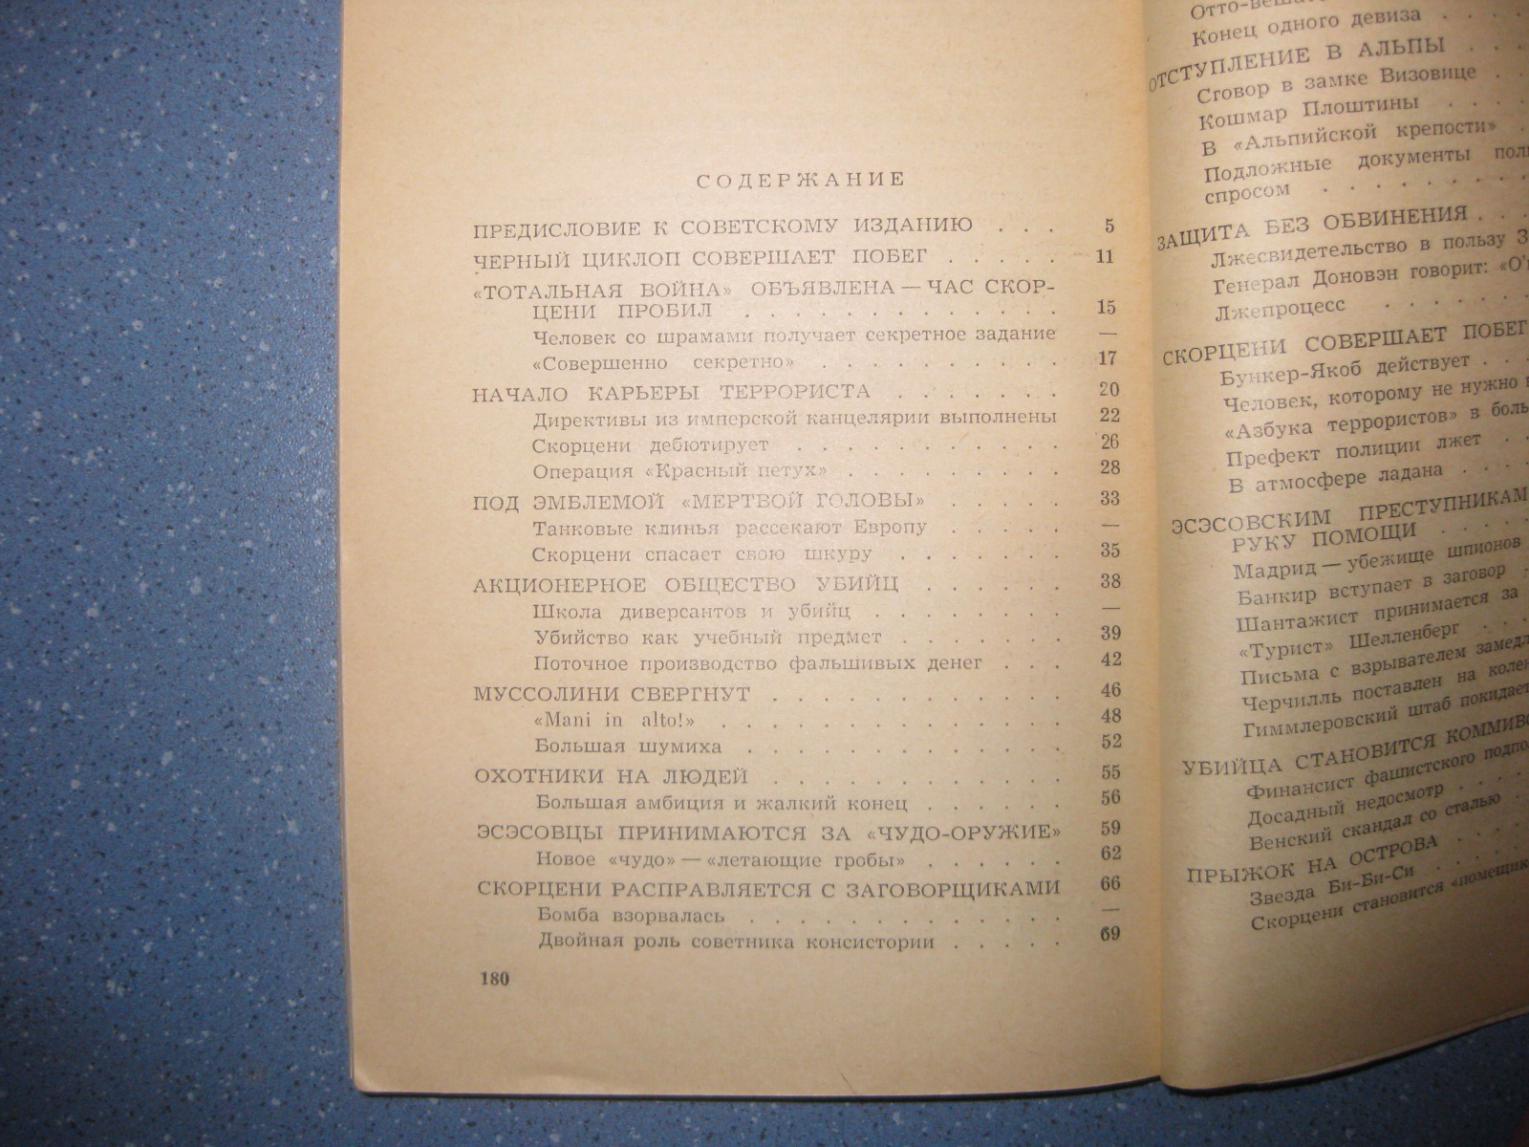 СОДЕРЖАНИЕ
ПРЕДИСЛОВИЕ К СОВЕТСКОМУ ИЗДАНИЮ . . . 5
ЧЕРНЫЙ ЦИКЛОП СОВЕРШАЕТ ПОБЕГ . . . . . 11
«ТОТАЛЬНАЯ ВОЙНА» ОБЪЯВЛЕНА — ЧАС СКОР-
ЦЕНИ ПРОБИЛ . . . . . . . . . . . . . 15
Человек со шрамами получает секретное задание —
«Совершенно секретно» . . . . . . . . . . 17
НАЧАЛО КАРЬЕРЫ ТЕРРОРИСТА . . . . . . . 20
Директивы из имперской канцелярии выполнены 22
Скорцени дебютирует . . . . . . . . . . . 26
Операция «Красный петух» . . . . . . . . . 28
ПОД ЭМБЛЕМОЙ «МЕРТВОЙ ГОЛОВЫ» . . . . . 33
Танковые клинья рассекают Европу . . . . . —
Скорцени спасает свою шкуру . . . . . . . 35
АКЦИОНЕРНОЕ ОБЩЕСТВО УБИЙЦ . . . . . . 38
Школа диверсантов и убийц . . . . . . . . —
Убийство как учебный предмет . . . . . . . 39
Поточное производство фальшивых денег . . . 42
МУССОЛИНИ СВЕРГНУТ . . . . . . . . . . . 46
«Mani in alto!» . . . . . . . . . . . . . 48
Большая шумиха . . . . . . . . . . . . 52
ОХОТНИКИ НА ЛЮДЕЙ . . . . . . . . . . . 55
Большая амбиция и жалкий конец . . . . . . 56
ЭСЭСОВЦЫ ПРИНИМАЮТСЯ ЗА «ЧУДО-ОРУЖИЕ» 59
Новое «чудо» — «летающие гробы» . . . . . . 62
СКОРЦЕНИ РАСПРАВЛЯЕТСЯ С ЗАГОВОРЩИКАМИ 66
Бомба взорвалась . . . . . . . . . . . . —
Двойная роль советника консистории . . . . . 69
180
Конец одного девиза . . . .
ОТСТУПЛЕНИЕ В АЛЬПЫ . . .
Сговор в замке Визовице . .
Кошмар Плоштины . . . .
В «Альпийской крепости» .
Подложные документы
спросом . . . . . . . .
ЗАЩИТА БЕЗ ОБВИНЕНИЯ . . .
Лжесвидетельство в пользу
Генерал Доновэн говорит:
Лжепроцесс . . . . . .
СКОРЦЕНИ СОВЕРШАЕТ ПОБЕГ
Бункер-Якоб действует . . .
Человек, которому не нужно
«Азбука террористов» в
Префект полиции лжет . .
В атмосфере ладана . . . .
ЭСЭСОВСКИМ ПРЕСТУПНИКАМ
РУКУ ПОМОЩИ . . . . .
Мадрид — убежище шпионов
Банкир вступает в заговор .
Шантажист принимается за
«Турист» Шелленберг . . .
Письма с взрывателем
Черчилль поставлен на
Гиммлеровский штаб покидает
УБИЙЦА СТАНОВИТСЯ
Финансист фашистского
Досадный недосмотр . . . .
Венский скандал со сталью .
ПРЫЖОК НА ОСТРОВА . . . .
Звезда Би-Би-Си . . . . .
Скорцени становится